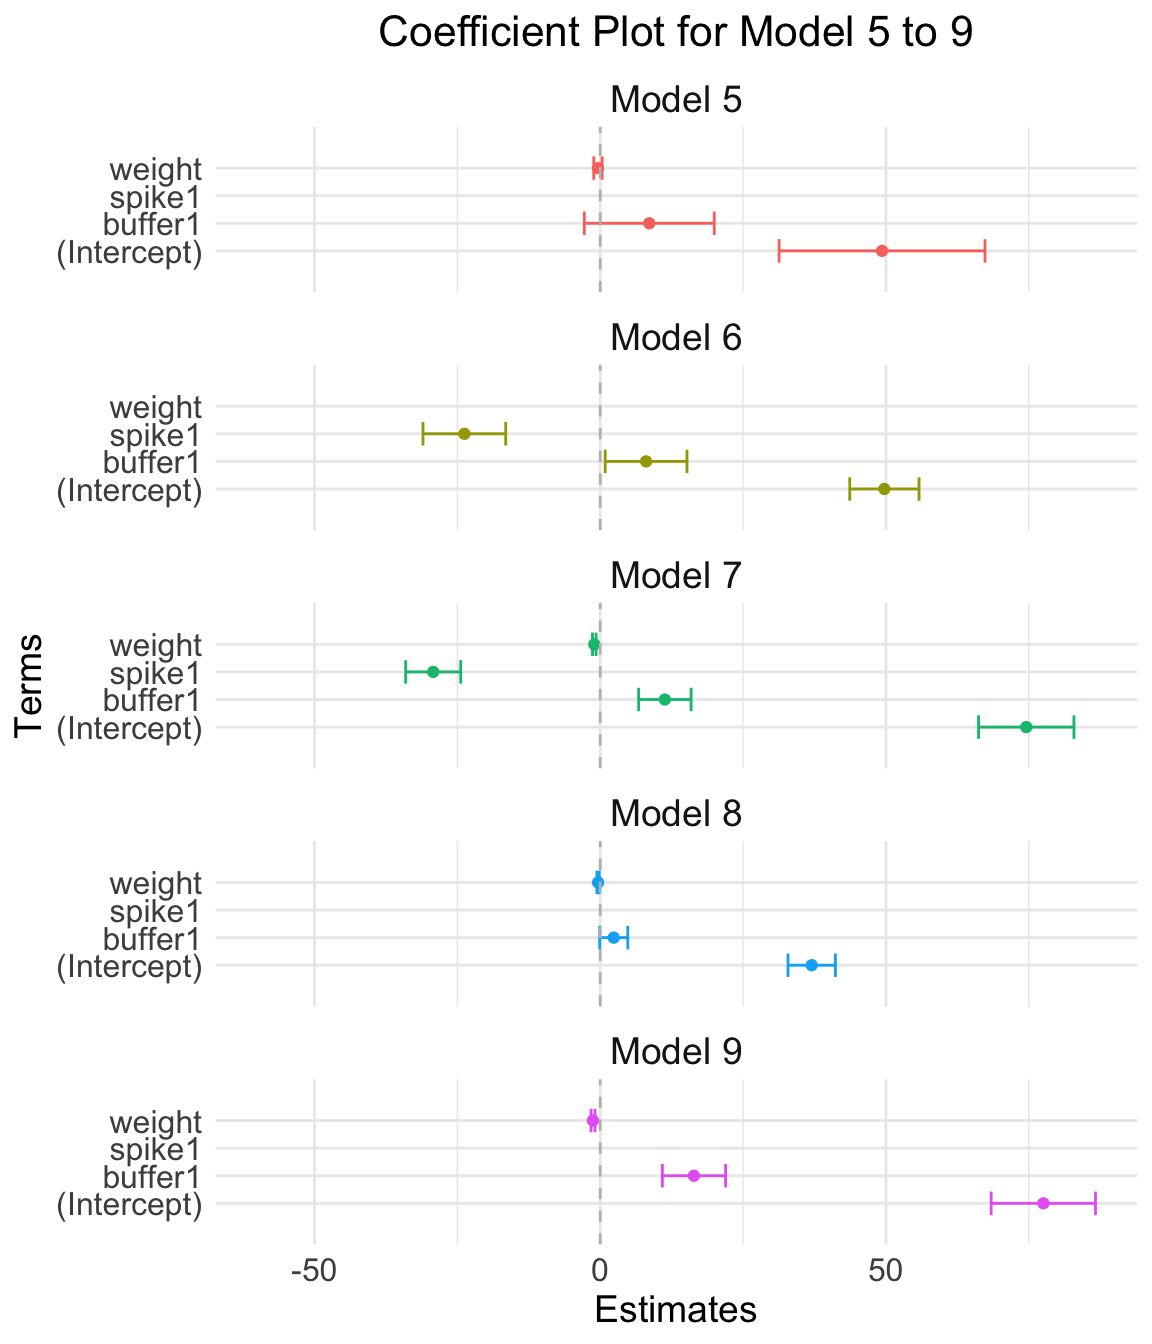 Coefficient Plot for Model 5 to 9
Model 5
weight
spike1
buffer1
(Intercept)
Model 6
weight
spike1
buffer1
(Intercept)
Model 7
weight
spike1
buffer1
(Intercept)
Terms
Model 8
weight
spike1
buffer1
(Intercept)
Model 9
weight
spike1
buffer1
(Intercept)
-50 0 50
Estimates